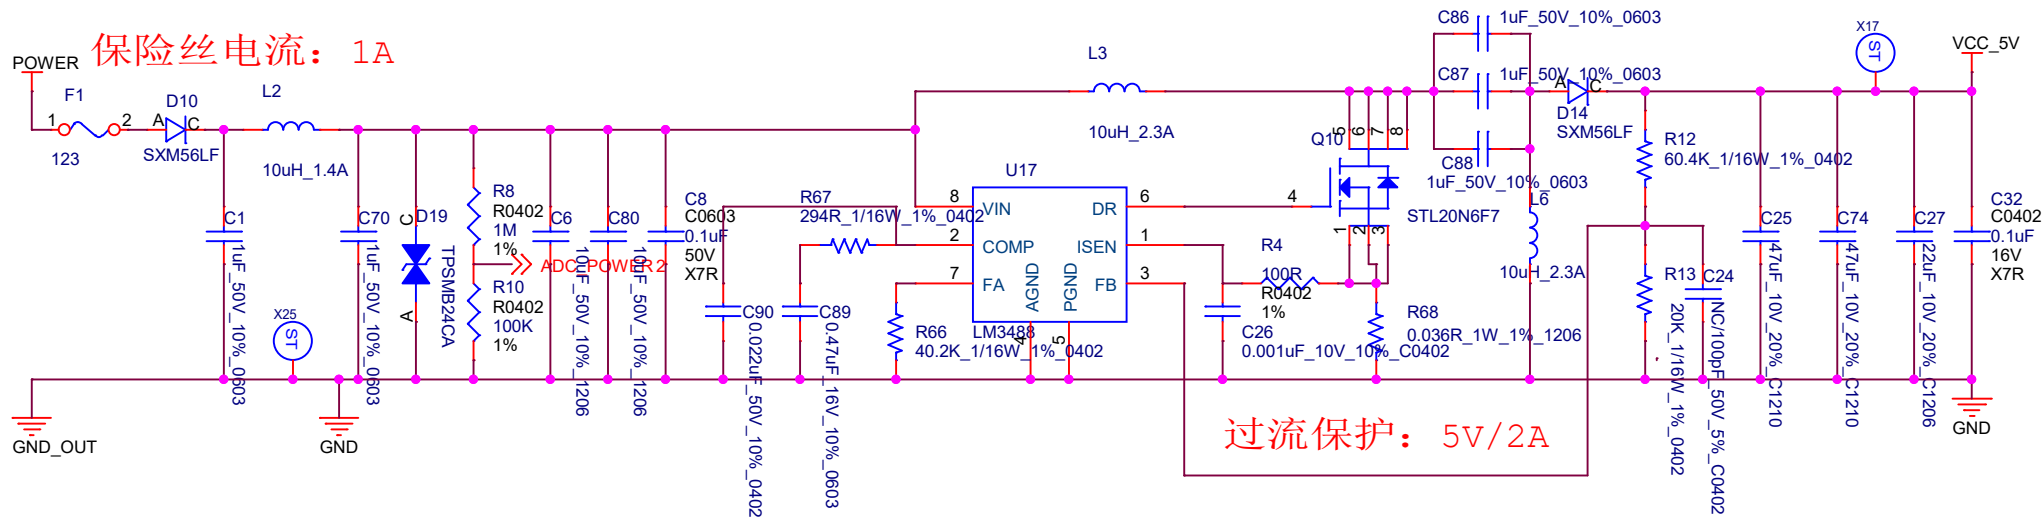 保险丝电流：1A
POWER
F1
1
2
123
D10
A
C
SXM56LF
L2
10uH_1.4A
C1
1uF_50V_10%_0603
X25
ST
GND_OUT
GND
C70
1uF_50V_10%_0603
D19
C
A
TPSMB24CA
R8
R0402
1M
1%
ADC_POWER2
R10
R0402
100K
1%
C6
10uF_50V_10%_1206
C80
10uF_50V_10%_1206
C8
C0603
0.1uF
50V
X7R
R67
294R_1/16W_1%_0402
C90
0.022uF_50V_10%_0402
C89
0.47uF_16V_10%_0603
R66
40.2K_1/16W_1%_0402
U17
LM3488
8
VIN
2
COMP
7
FA
AGND
4
PGND
5
DR
6
ISEN
1
FB
3
L3
10uH_2.3A
Q10
5
6
7
8
4
1
2
3
STL20N6F7
R4
100R
R0402
1%
C26
0.001uF_10V_10%_C0402
R68
0.036R_1W_1%_1206
C86
1uF_50V_10%_0603
C87
1uF_50V_10%_0603
C88
1uF_50V_10%_0603
L6
10uH_2.3A
A
C
D14
SXM56LF
R12
60.4K_1/16W_1%_0402
R13
20K_1/16W_1%_0402
C24
NC/100pF_50V_5%_C0402
C25
47uF_10V_20%_C1210
C74
47uF_10V_20%_C1210
C27
22uF_10V_20%_C1206
X17
ST
VCC_5V
C32
C0402
0.1uF
16V
X7R
GND
过流保护：5V/2A